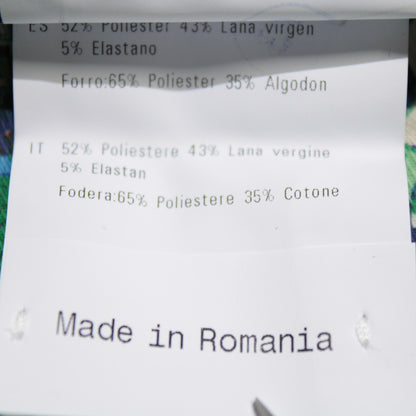 ES 52% Poliester 43% Lana virgen
5% Elastano
Forro:65% Poliester 35% Algodon
IT 52% Poliestere 43% Lana vergine
5% Elastan
Fodera:65% Poliestere 35% Cotone
Made in Romania